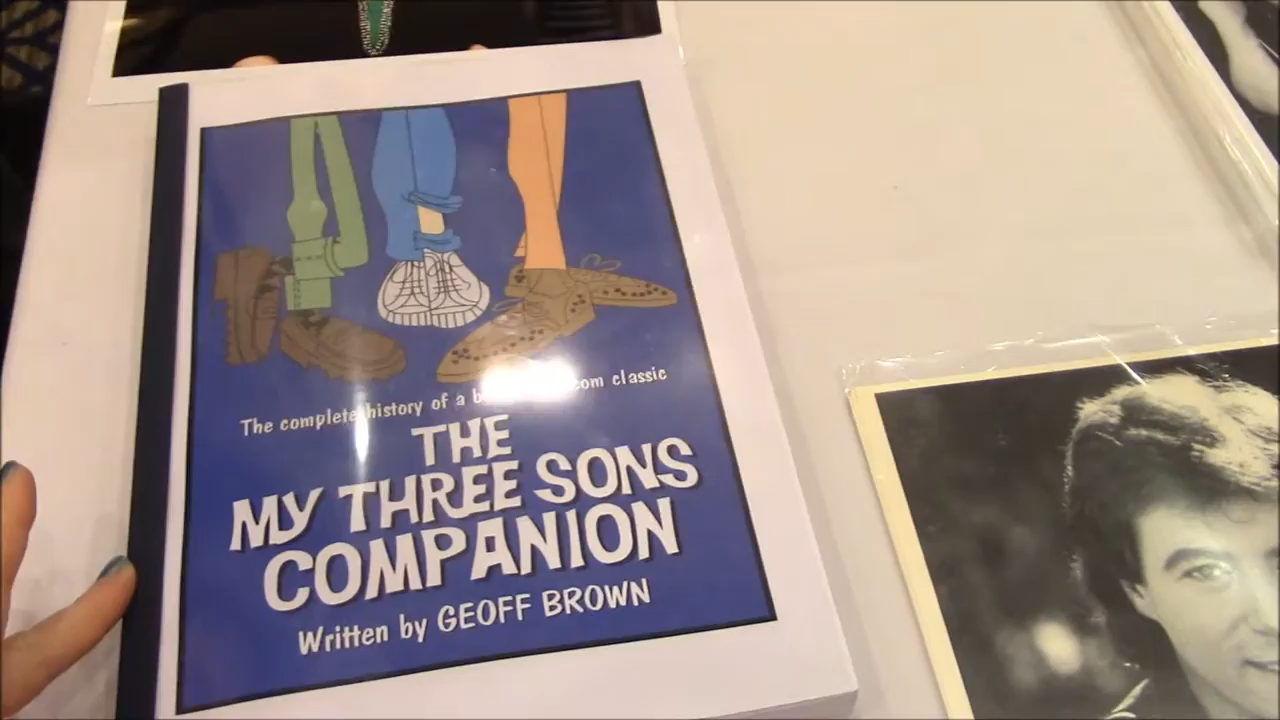 The complete history of a com classic
THE
MY THREE SONS
COMPANION
Written by GEOFF BROWN